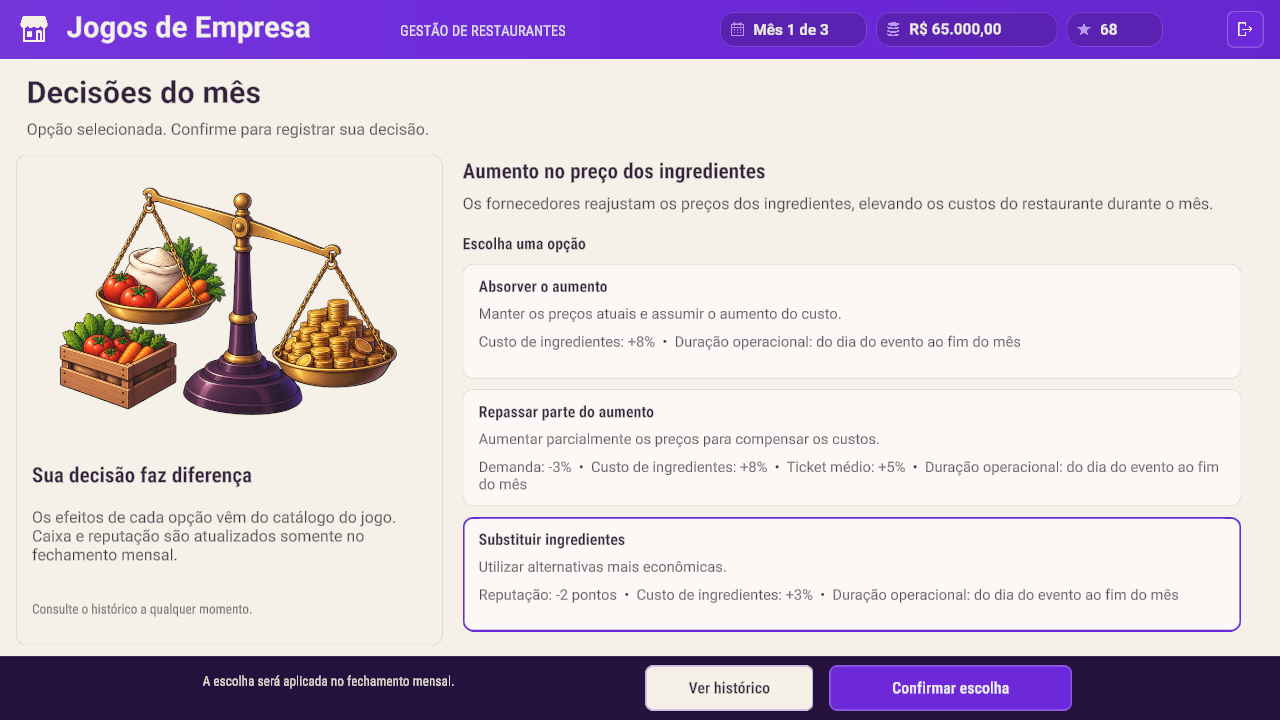 Jogos de Empresa
GESTÃO DE RESTAURANTES
Mês 1 de 3
R$ 65.000,00
68
Decisões do mês
Opção selecionada. Confirme para registrar sua decisão.
Sua decisão faz diferença
Os efeitos de cada opção vêm do catálogo do jogo.
Caixa e reputação são atualizados somente no
fechamento mensal.
Consulte o histórico a qualquer momento.
Aumento no preço dos ingredientes
Os fornecedores reajustam os preços dos ingredientes, elevando os custos do restaurante durante o mês.
Escolha uma opção
Absorver o aumento
Manter os preços atuais e assumir o aumento do custo.
Custo de ingredientes: +8% • Duração operacional: do dia do evento ao fim do mês
Repassar parte do aumento
Aumentar parcialmente os preços para compensar os custos.
Demanda: -3% • Custo de ingredientes: +8% • Ticket médio: +5% • Duração operacional: do dia do evento ao fim
do mês
Substituir ingredientes
Utilizar alternativas mais econômicas.
Reputação: -2 pontos • Custo de ingredientes: +3% • Duração operacional: do dia do evento ao fim do mês
A escolha será aplicada no fechamento mensal.
Ver histórico
Confirmar escolha